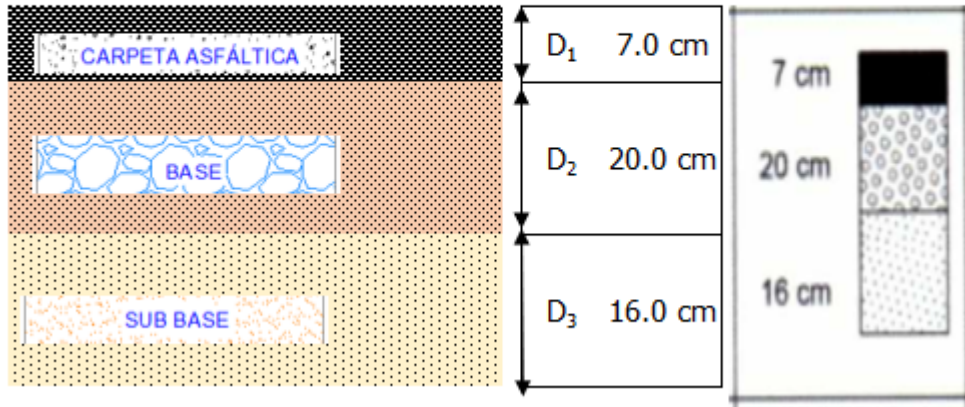 CARPETA ASFÁLTICA
D₁ 7.0 cm
7 cm
BASE
D₂ 20.0 cm
20 cm
SUB BASE
D₃ 16.0 cm
16 cm